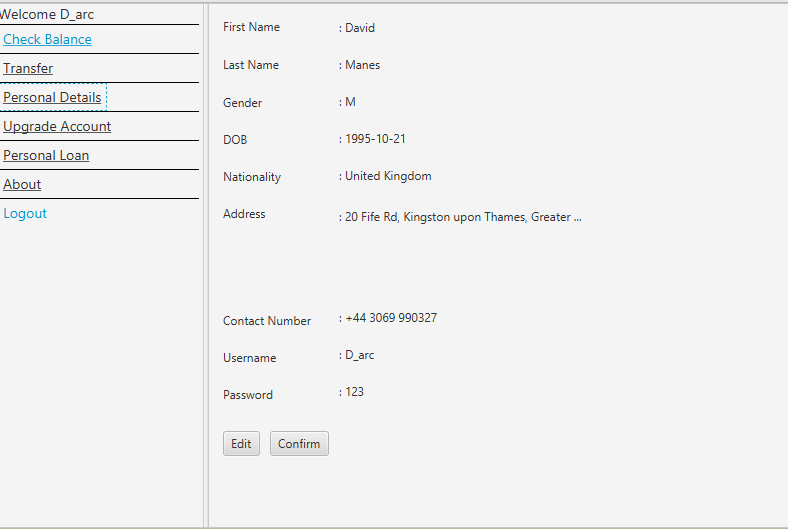 Welcome D_arc
Check Balance
Transfer
Personal Details
Upgrade Account
Personal Loan
About
Logout
First Name : David
Last Name : Manes
Gender : M
DOB : 1995-10-21
Nationality : United Kingdom
Address : 20 Fife Rd, Kingston upon Thames, Greater ...
Contact Number : +44 3069 990327
Username : D_arc
Password : 123
Edit Confirm